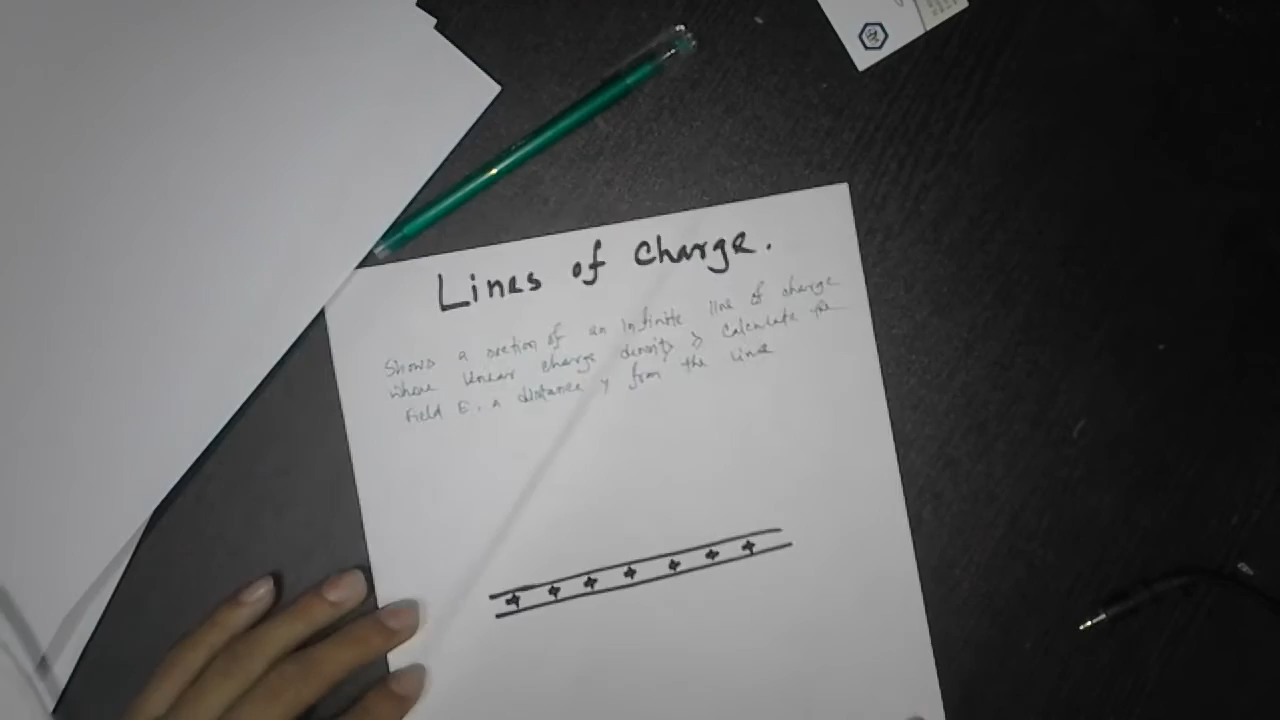 Lines of Charge.
Shows a section of an Infinite line of charge
whose linear charge density λ calculate the
Field E. a distance y from the line